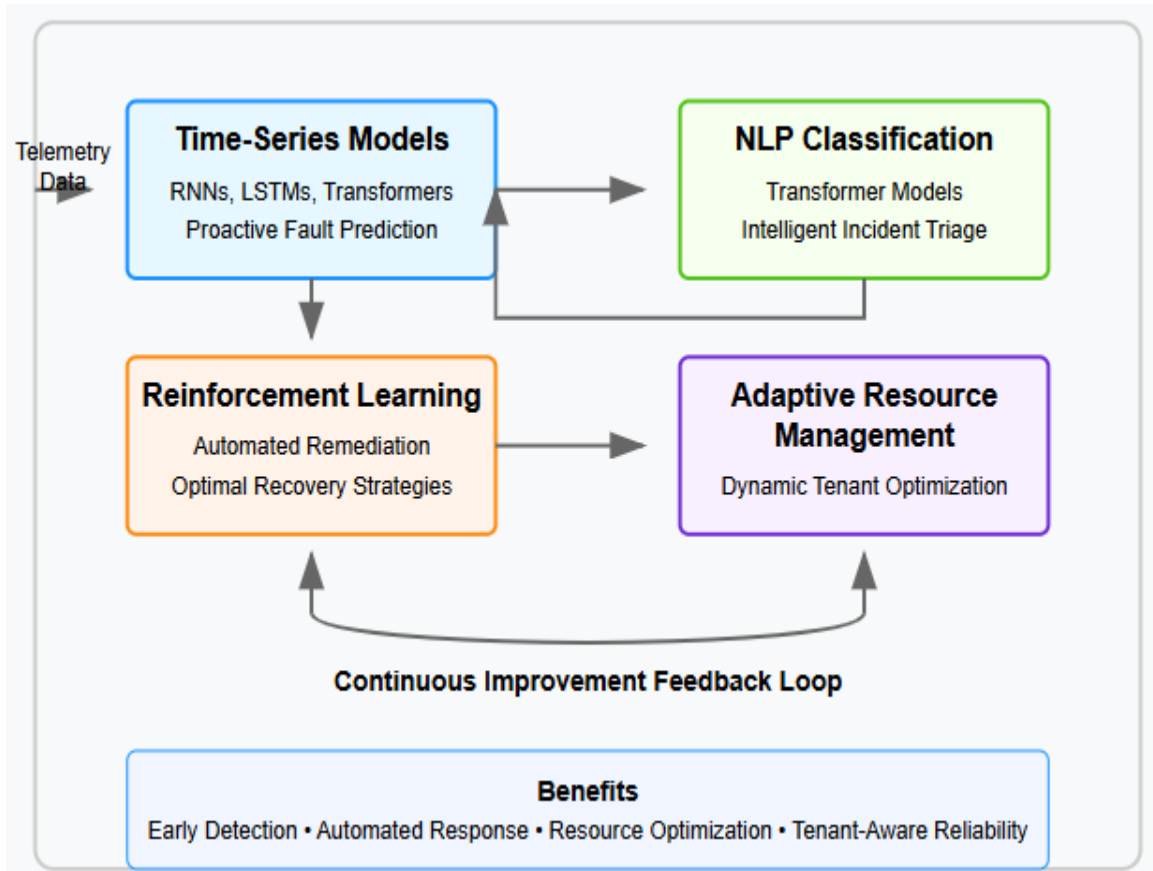 Telemetry
Data
Time-Series Models
RNNs, LSTMs, Transformers
Proactive Fault Prediction
NLP Classification
Transformer Models
Intelligent Incident Triage
Reinforcement Learning
Automated Remediation
Optimal Recovery Strategies
Adaptive Resource
Management
Dynamic Tenant Optimization
Continuous Improvement Feedback Loop
Benefits
Early Detection • Automated Response • Resource Optimization • Tenant-Aware Reliability